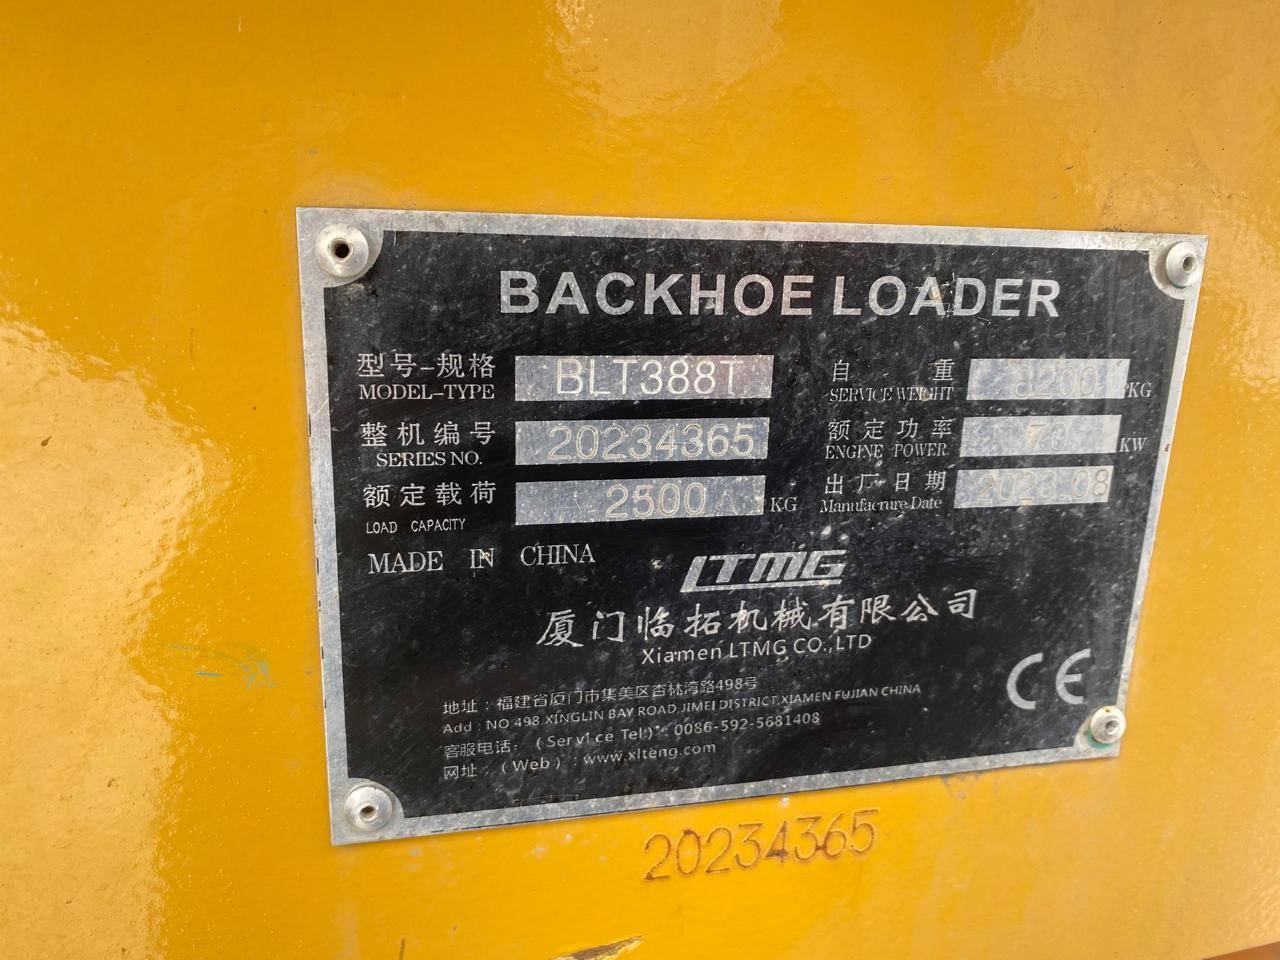 BACKHOE LOADER
型号-规格 BLT388T 自重 8200 KG
MODEL-TYPE SERVICE WEIGHT
整机编号 20234365 额定功率 70 KW
SERIES NO. ENGINE POWER
额定载荷 2500 KG 出厂日期 2023.08
LOAD CAPACITY Manufacrure Date
MADE IN CHINA
LTMG
厦门临拓机械有限公司
Xiamen LTMG CO.,LTD
CE
地址：福建省厦门市集美区杏林湾路498号
Add : NO 498 XINGLIN BAY ROAD,JIMEI DISTRICT,XIAMEN FUJIAN CHINA
客服电话：（Service Tel）：0086-592-5681408
网址：（Web）：www.xlteng.com
20234365